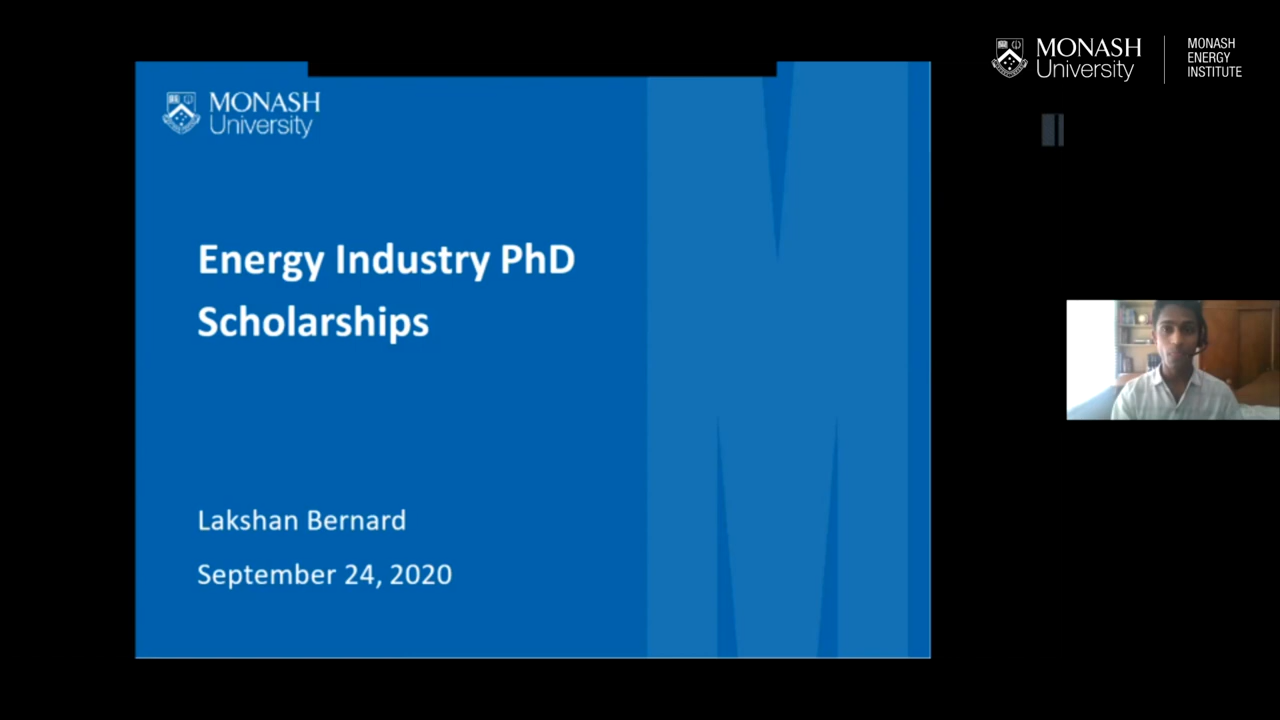 MONASH
University
MONASH
ENERGY
INSTITUTE
MONASH
University
Energy Industry PhD
Scholarships
Lakshan Bernard
September 24, 2020